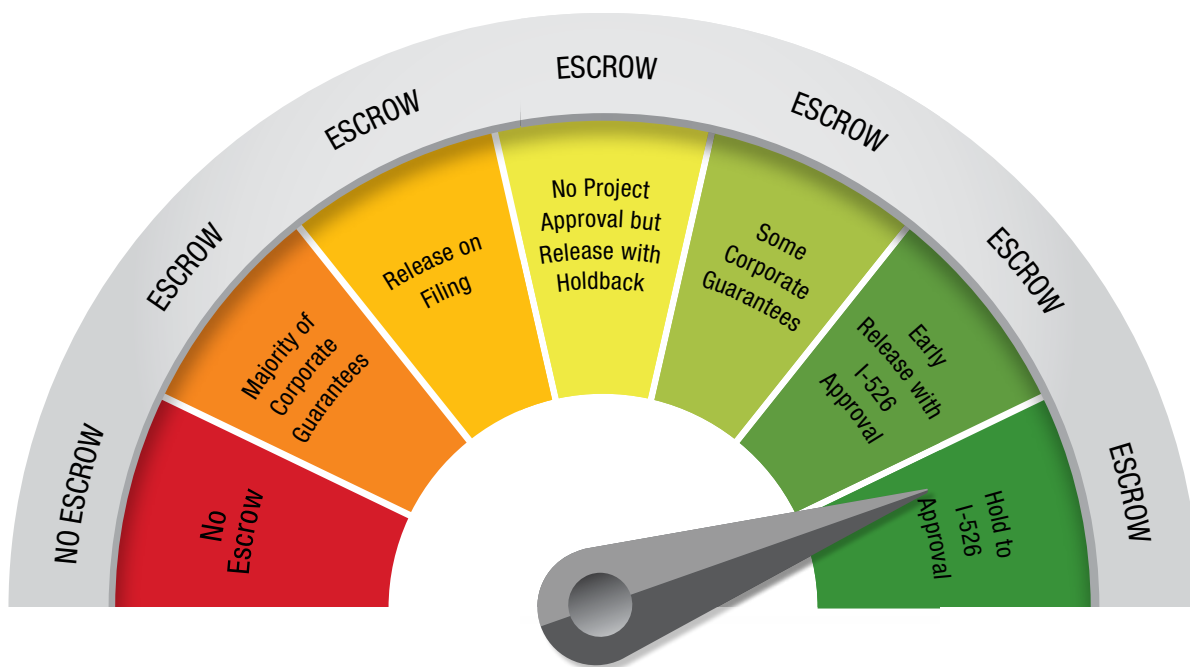 NO ESCROW
ESCROW
ESCROW
ESCROW
ESCROW
ESCROW
ESCROW
No
Escrow
Majority of
Corporate
Guarantees
Release on
Filing
No Project
Approval but
Release with
Holdback
Some
Corporate
Guarantees
Early
Release with
I-526
Approval
Hold to
I-526
Approval